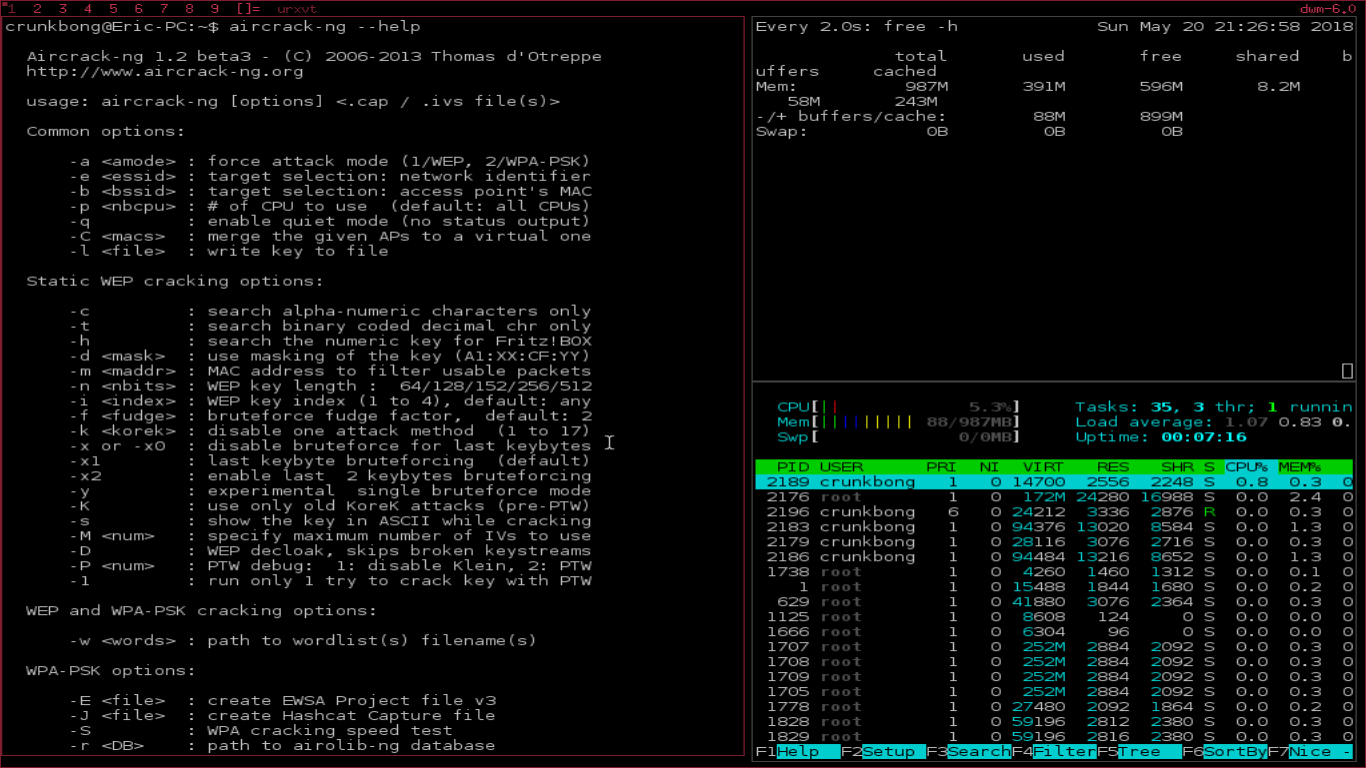 1 2 3 4 5 6 7 8 9 []= urxvt dwm-6.0
crunkbong@Eric-PC:~$ aircrack-ng --help
Aircrack-ng 1.2 beta3 - (C) 2006-2013 Thomas d'Otreppe
http://www.aircrack-ng.org
usage: aircrack-ng [options] <.cap / .ivs file(s)>
Common options:
-a <amode> : force attack mode (1/WEP, 2/WPA-PSK)
-e <essid> : target selection: network identifier
-b <bssid> : target selection: access point's MAC
-p <nbcpu> : # of CPU to use (default: all CPUs)
-q : enable quiet mode (no status output)
-C <macs> : merge the given APs to a virtual one
-l <file> : write key to file
Static WEP cracking options:
-c : search alpha-numeric characters only
-t : search binary coded decimal chr only
-h : search the numeric key for Fritz!BOX
-d <mask> : use masking of the key (A1:XX:CF:YY)
-m <maddr> : MAC address to filter usable packets
-n <nbits> : WEP key length : 64/128/152/256/512
-i <index> : WEP key index (1 to 4), default: any
-f <fudge> : bruteforce fudge factor, default: 2
-k <korek> : disable one attack method (1 to 17)
-x or -x0 : disable bruteforce for last keybytes
-x1 : last keybyte bruteforcing (default)
-x2 : enable last 2 keybytes bruteforcing
-y : experimental single bruteforce mode
-K : use only old KoreK attacks (pre-PTW)
-s : show the key in ASCII while cracking
-M <num> : specify maximum number of IVs to use
-D : WEP decloak, skips broken keystreams
-P <num> : PTW debug: 1: disable Klein, 2: PTW
-1 : run only 1 try to crack key with PTW
WEP and WPA-PSK cracking options:
-w <words> : path to wordlist(s) filename(s)
WPA-PSK options:
-E <file> : create EWSA Project file v3
-J <file> : create Hashcat Capture file
-S : WPA cracking speed test
-r <DB> : path to airolib-ng database
Every 2.0s: free -h Sun May 20 21:26:58 2018
total used free shared b
uffers cached
Mem: 987M 391M 596M 8.2M
58M 243M
-/+ buffers/cache: 88M 899M
Swap: 0B 0B 0B
CPU[|| 5.3%] Tasks: 35, 3 thr; 1 runnin
Mem[||||||||||| 88/987MB] Load average: 1.07 0.83 0.
Swp[ 0/0MB] Uptime: 00:07:16
PID USER PRI NI VIRT RES SHR S CPU% MEM%
2189 crunkbong 1 0 14700 2556 2248 S 0.8 0.3 0
2176 root 1 0 172M 24280 16988 S 0.0 2.4 0
2196 crunkbong 6 0 24212 3336 2876 R 0.0 0.3 0
2183 crunkbong 1 0 94376 13020 8584 S 0.0 1.3 0
2179 crunkbong 1 0 28116 3076 2716 S 0.0 0.3 0
2186 crunkbong 1 0 94484 13216 8652 S 0.0 1.3 0
1738 root 1 0 4260 1460 1312 S 0.0 0.1 0
1 root 1 0 15488 1844 1680 S 0.0 0.2 0
629 root 1 0 41880 3076 2364 S 0.0 0.3 0
1125 root 1 0 8608 124 0 S 0.0 0.0 0
1666 root 1 0 6304 96 0 S 0.0 0.0 0
1707 root 1 0 252M 2884 2092 S 0.0 0.3 0
1708 root 1 0 252M 2884 2092 S 0.0 0.3 0
1709 root 1 0 252M 2884 2092 S 0.0 0.3 0
1705 root 1 0 252M 2884 2092 S 0.0 0.3 0
1778 root 1 0 27480 2092 1864 S 0.0 0.2 0
1828 root 1 0 59196 2812 2380 S 0.0 0.3 0
1829 root 1 0 59196 2812 2380 S 0.0 0.3 0
F1Help F2Setup F3SearchF4FilterF5Tree F6SortByF7Nice -